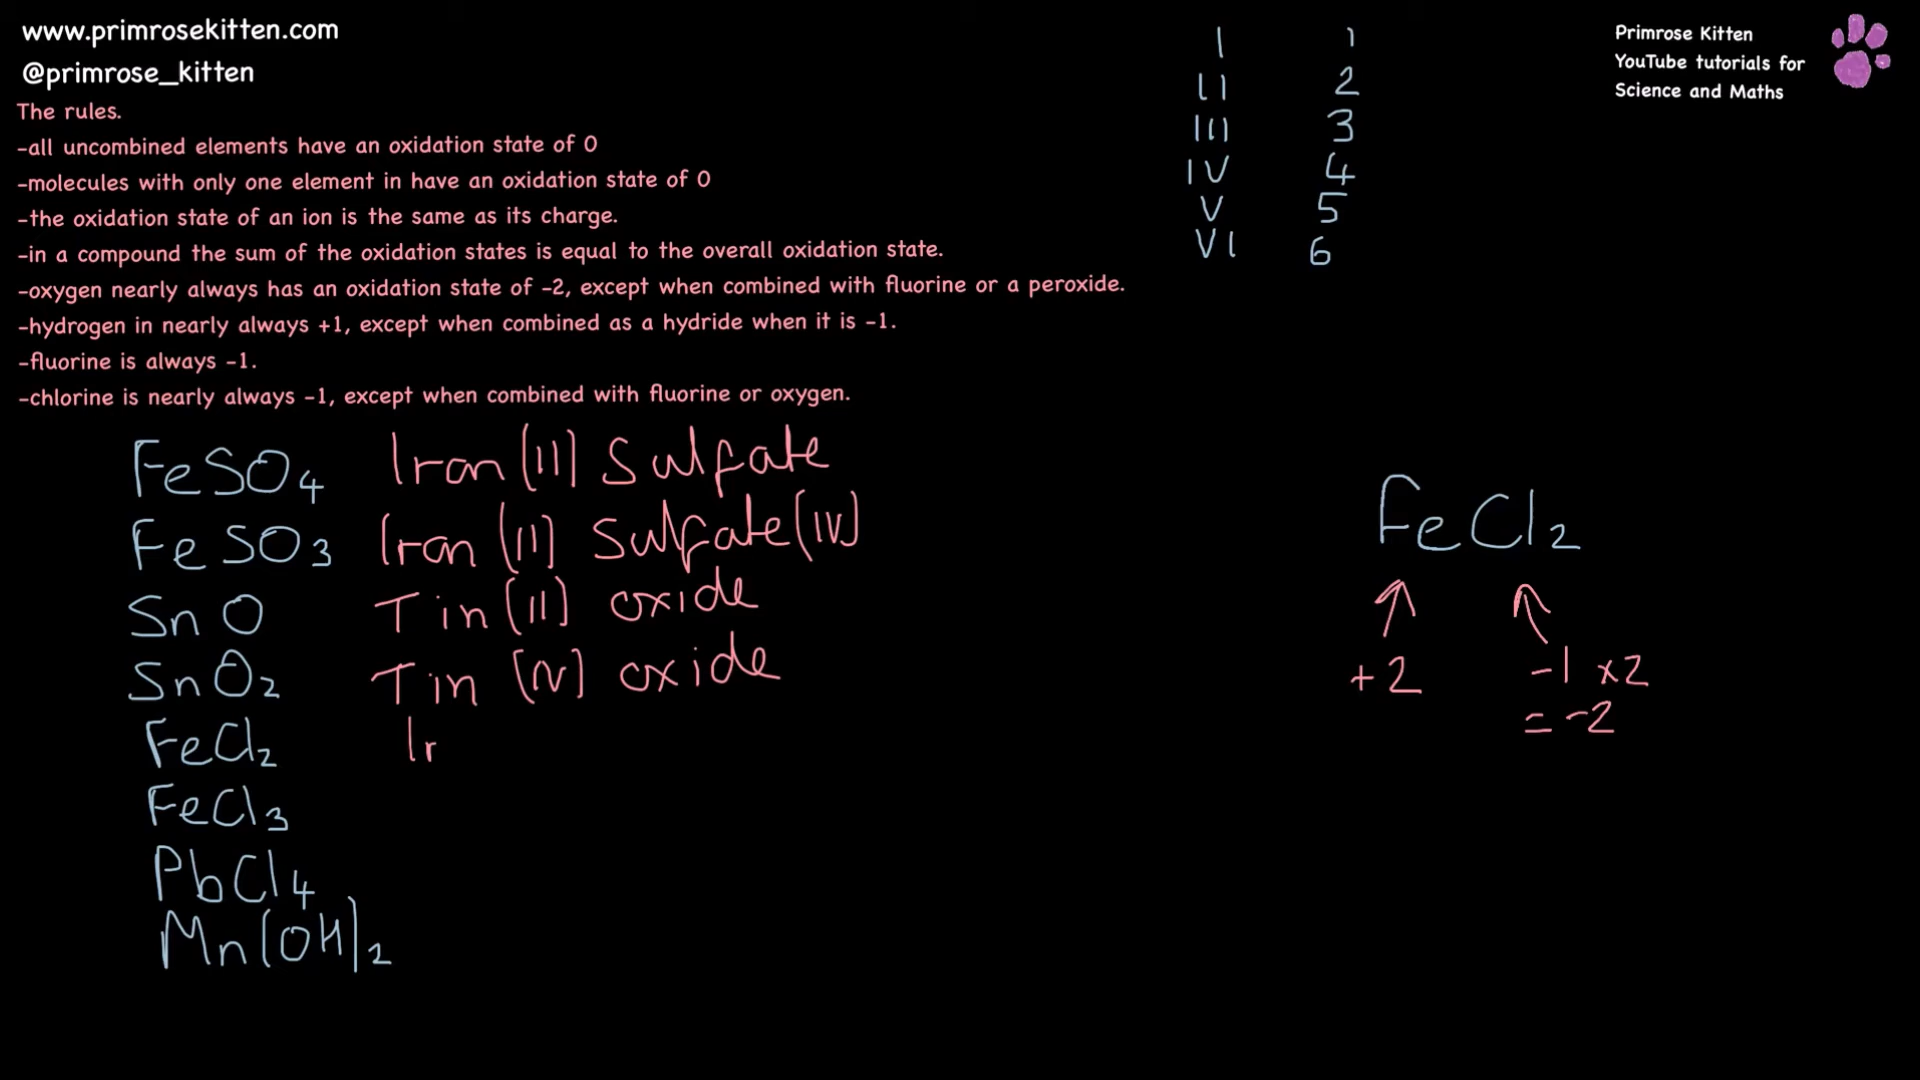 www.primrosekitten.com
@primrose_kitten
Primrose Kitten
YouTube tutorials for
Science and Maths
The rules.
-all uncombined elements have an oxidation state of 0
-molecules with only one element in have an oxidation state of 0
-the oxidation state of an ion is the same as its charge.
-in a compound the sum of the oxidation states is equal to the overall oxidation state.
-oxygen nearly always has an oxidation state of -2, except when combined with fluorine or a peroxide.
-hydrogen in nearly always +1, except when combined as a hydride when it is -1.
-fluorine is always -1.
-chlorine is nearly always -1, except when combined with fluorine or oxygen.
I 1
II 2
III 3
IV 4
V 5
VI 6
FeSO₄ Iron (II) Sulfate
FeSO₃ Iron (II) Sulfate (IV)
SnO Tin (II) oxide
SnO₂ Tin (IV) oxide
FeCl₂ Ir
FeCl₃
PbCl₄
Mn(OH)₂
FeCl₂
+2 -1 x2
= -2